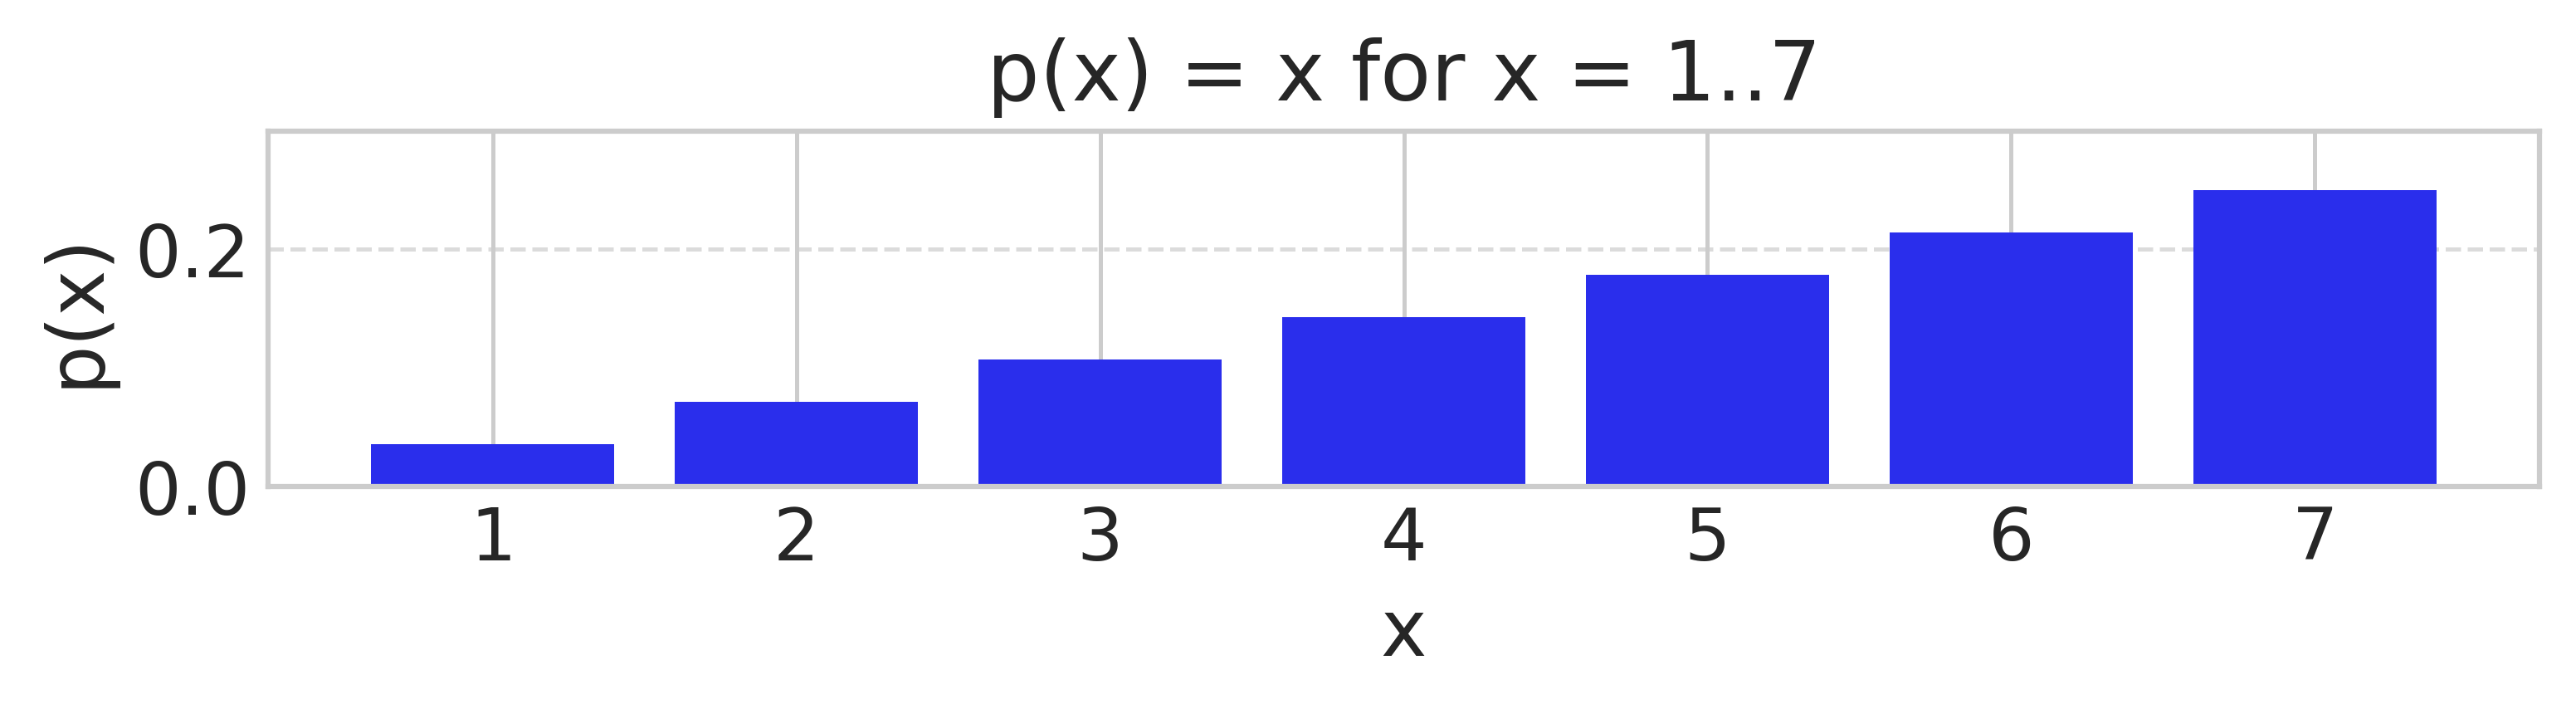 p(x) = x for x = 1..7
p(x)
0.2
0.0
1 2 3 4 5 6 7
x